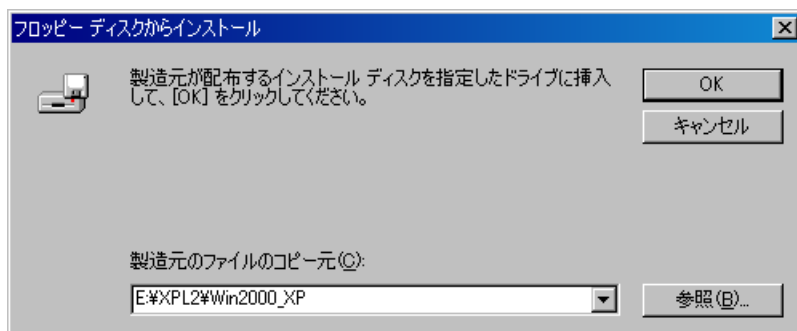 フロッピー ディスクからインストール
製造元が配布するインストール ディスクを指定したドライブに挿入
して、[OK] をクリックしてください。
OK
キャンセル
製造元のファイルのコピー元(C):
E:¥XPL2¥Win2000_XP
参照(B)...